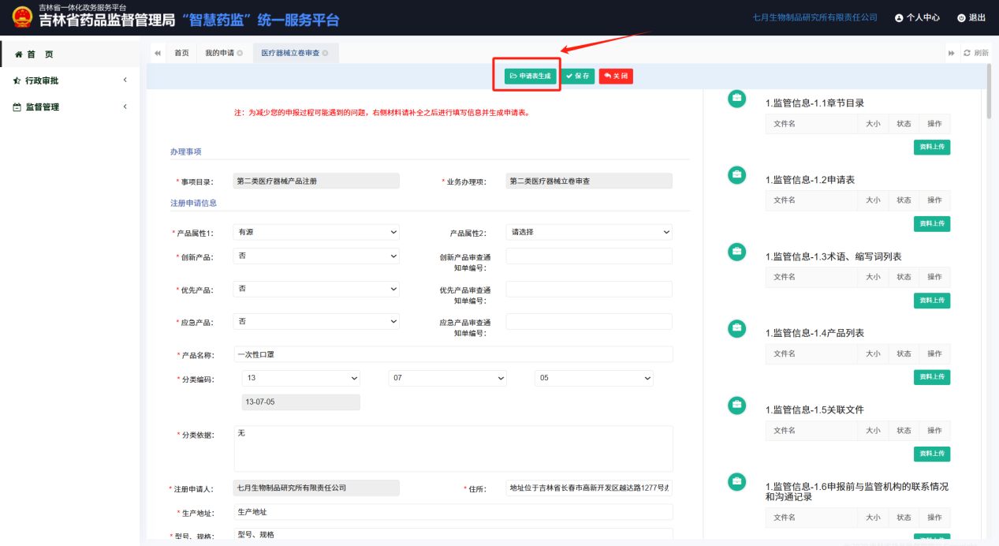 吉林省一体化政务服务平台
吉林省药品监督管理局 “智慧药监” 统一服务平台
七月生物制品研究所有限责任公司 个人中心 退出
首 页
行政审批
监督管理
首页 我的申请 医疗器械立卷审查 刷新
申请表生成 保 存 关 闭
注：为减少您的申报过程可能遇到的问题，右侧材料请补全之后进行填写信息并生成申请表。
办理事项
* 事项目录： 第二类医疗器械产品注册 * 业务办理项： 第二类医疗器械立卷审查
注册申请信息
* 产品属性1： 有源 产品属性2： 请选择
* 创新产品： 否 创新产品审查通
知单编号：
* 优先产品： 否 优先产品审查通
知单编号：
* 应急产品： 否 应急产品审查通
知单编号：
* 产品名称： 一次性口罩
* 分类编码： 13 07 05
13-07-05
* 分类依据： 无
* 注册申请人： 七月生物制品研究所有限责任公司 * 住所： 地址位于吉林省长春市高新开发区越达路1277号
* 生产地址： 生产地址
* 型号、规格： 型号、规格
1.监管信息-1.1章节目录
文件名 大小 状态 操作
资料上传
1.监管信息-1.2申请表
文件名 大小 状态 操作
资料上传
1.监管信息-1.3术语、缩写词列表
文件名 大小 状态 操作
资料上传
1.监管信息-1.4产品列表
文件名 大小 状态 操作
资料上传
1.监管信息-1.5关联文件
文件名 大小 状态 操作
资料上传
1.监管信息-1.6申报前与监管机构的联系情况
和沟通记录
文件名 大小 状态 操作